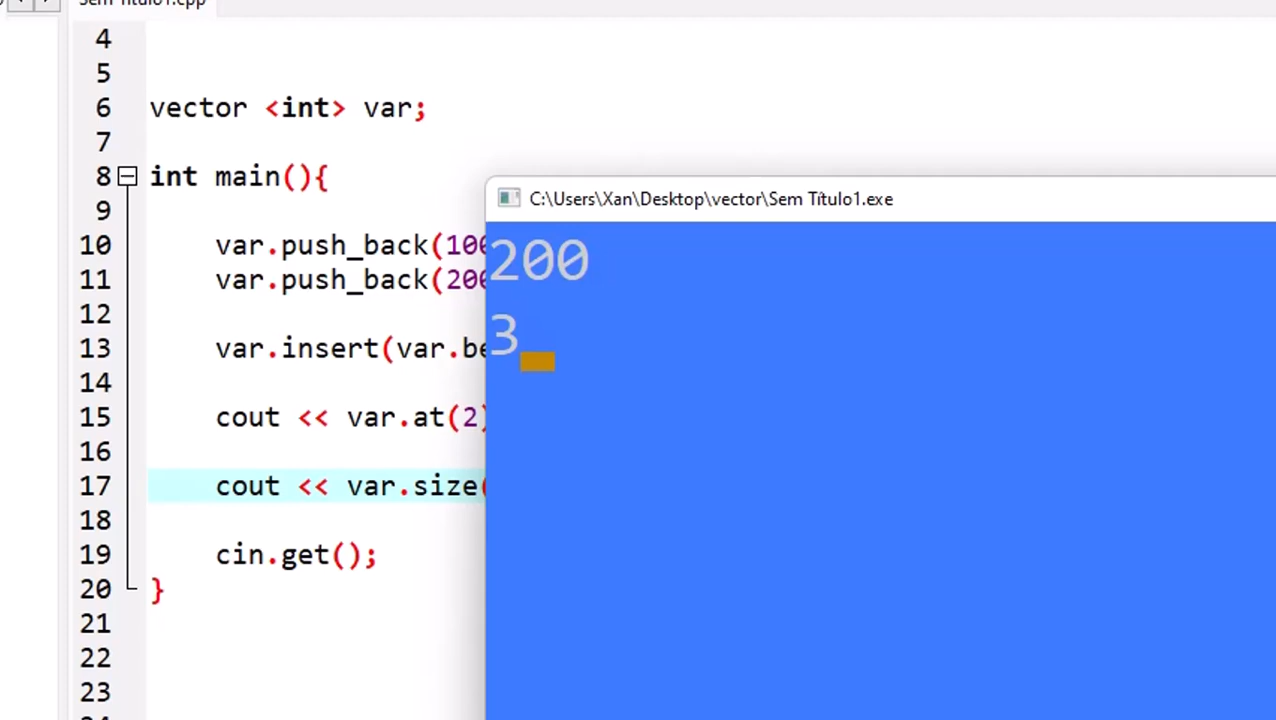 Sem Título1.cpp
4
5
6 vector <int> var;
7
8 int main(){
9
10 var.push_back(100
11 var.push_back(200
12
13 var.insert(var.be
14
15 cout << var.at(2)
16
17 cout << var.size(
18
19 cin.get();
20 }
21
22
23
C:\Users\Xan\Desktop\vector\Sem Título1.exe
200
3